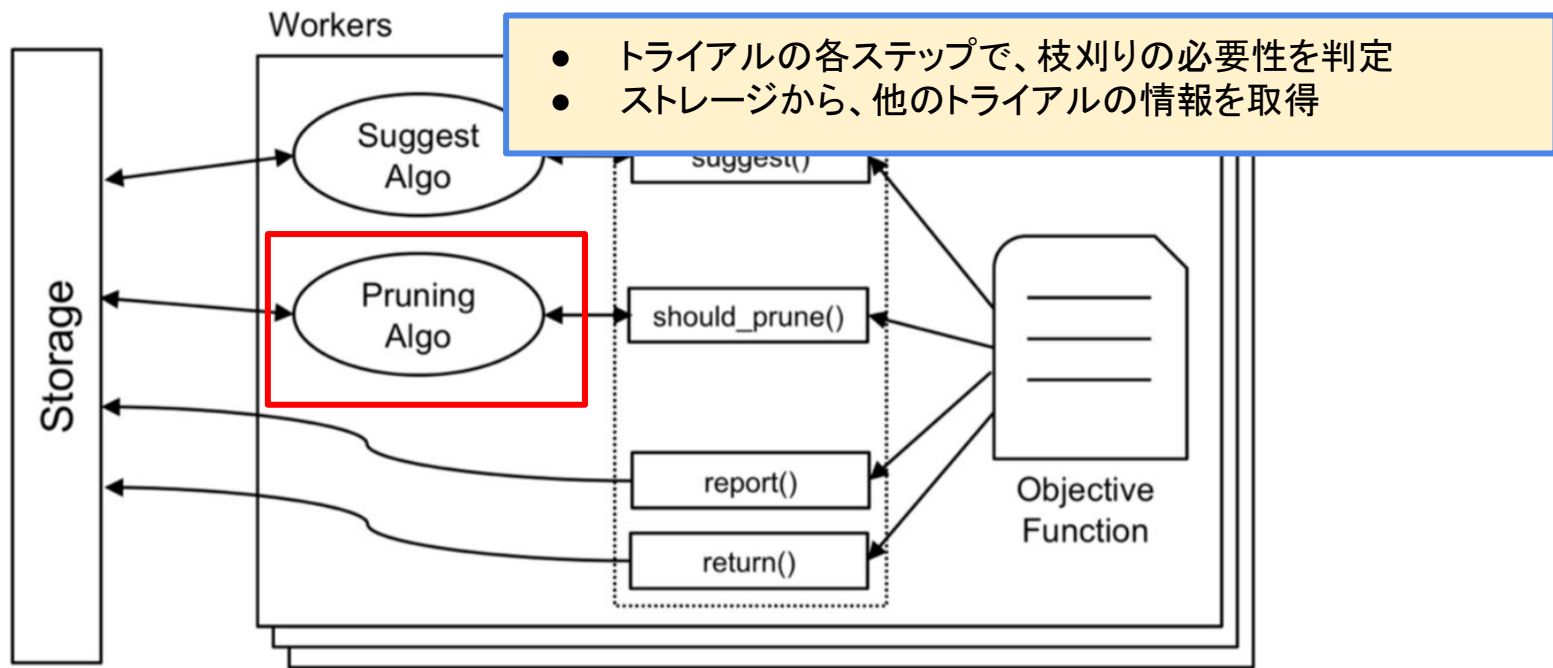 Workers
● トライアルの各ステップで、枝刈りの必要性を判定
● ストレージから、他のトライアルの情報を取得
Suggest
Algo
suggest()
Storage
Pruning
Algo
should_prune()
report()
return()
Objective
Function